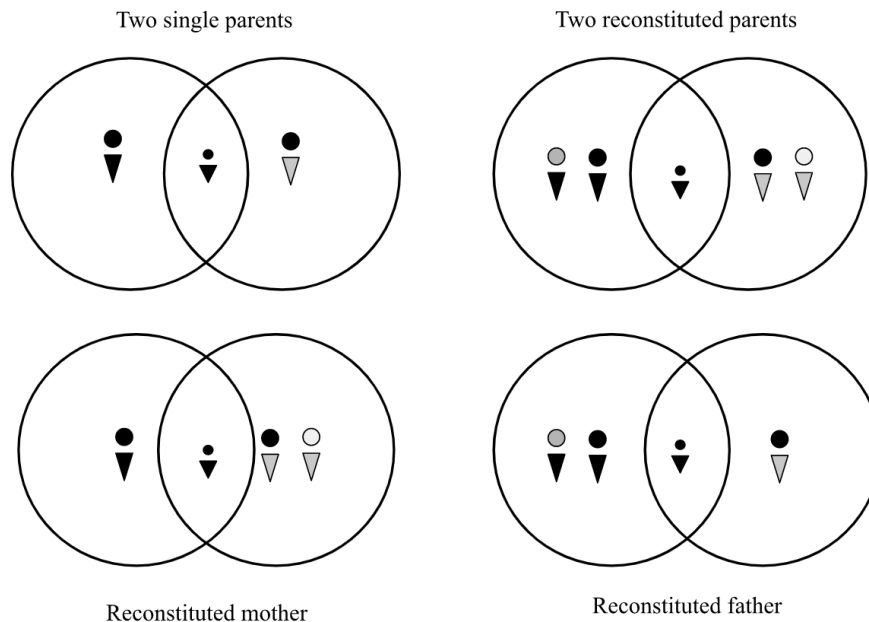 Two single parents
Two reconstituted parents
Reconstituted mother
Reconstituted father